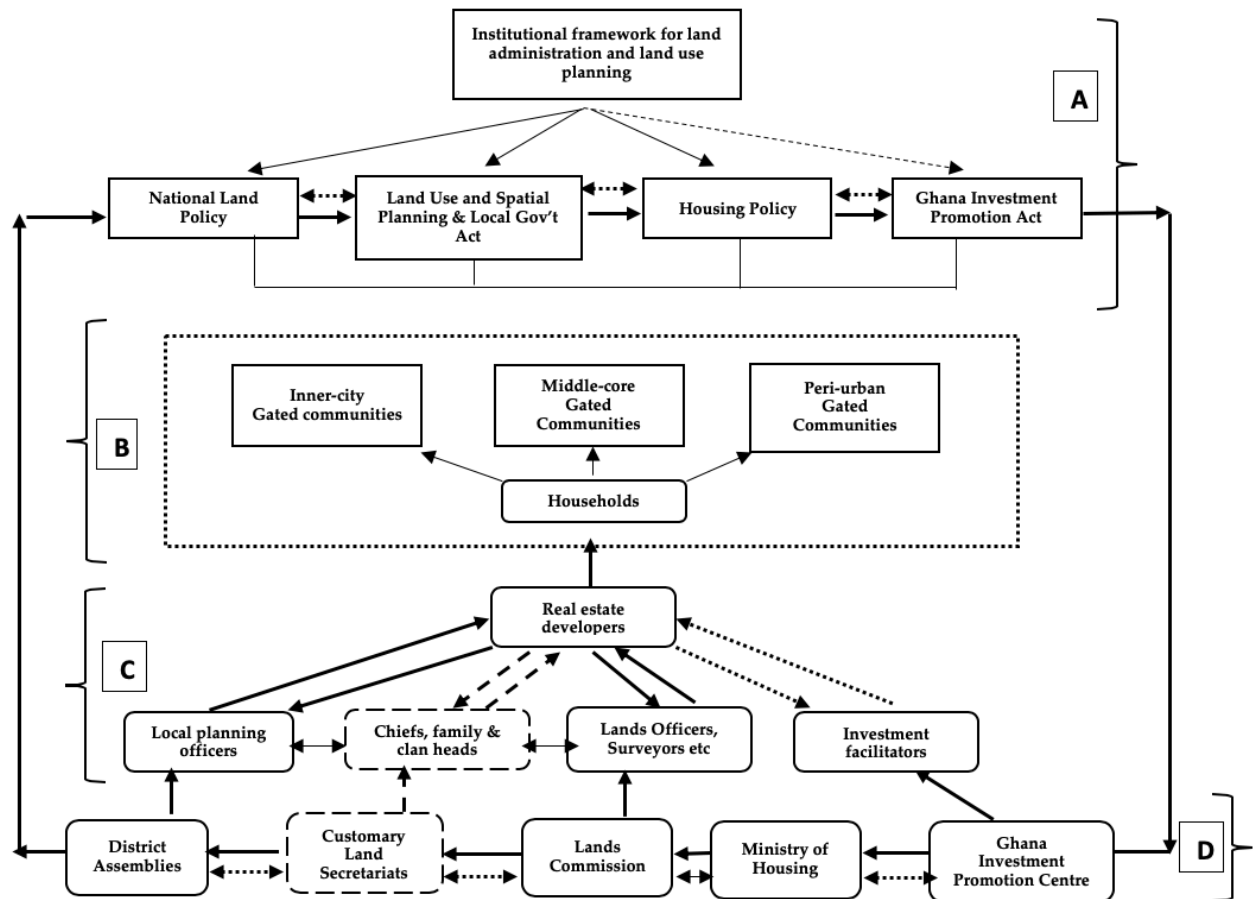 Institutional framework for land
administration and land use
planning
A
National Land
Policy
Land Use and Spatial
Planning & Local Gov't
Act
Housing Policy
Ghana Investment
Promotion Act
B
Inner-city
Gated communities
Middle-core
Gated
Communities
Peri-urban
Gated
Communities
Households
C
Real estate
developers
Local planning
officers
Chiefs, family &
clan heads
Lands Officers,
Surveyors etc
Investment
facilitators
D
District
Assemblies
Customary
Land
Secretariats
Lands
Commission
Ministry of
Housing
Ghana
Investment
Promotion Centre